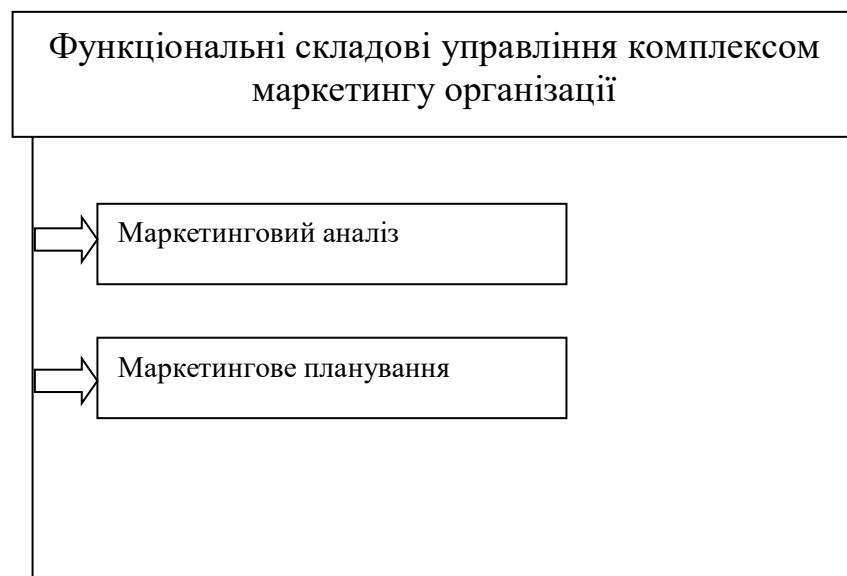 Функціональні складові управління комплексом
маркетингу організації
Маркетинговий аналіз
Маркетингове планування